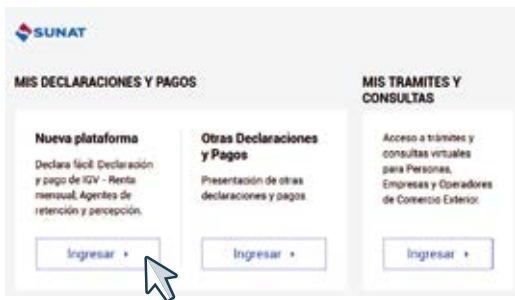 SUNAT
MIS DECLARACIONES Y PAGOS
Nueva plataforma
Declara fácil: Declaración
y pago de IGV - Renta
mensual, Agentes de
retención y percepción.
Ingresar
Otras Declaraciones
y Pagos
Presentación de otras
declaraciones y pagos
Ingresar
MIS TRAMITES Y
CONSULTAS
Acceso a trámites y
consultas virtuales
para Personas,
Empresas y Operadores
de Comercio Exterior.
Ingresar